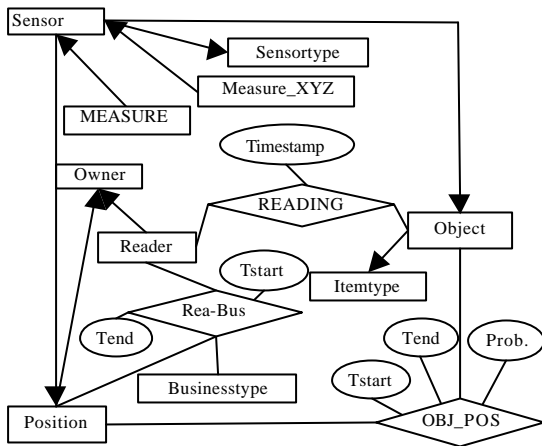 Sensor
Sensortype
Measure_XYZ
MEASURE
Timestamp
Owner
READING
Reader
Object
Tstart
Itemtype
Rea-Bus
Tend
Tend
Prob.
Businesstype
Tstart
Position
OBJ_POS